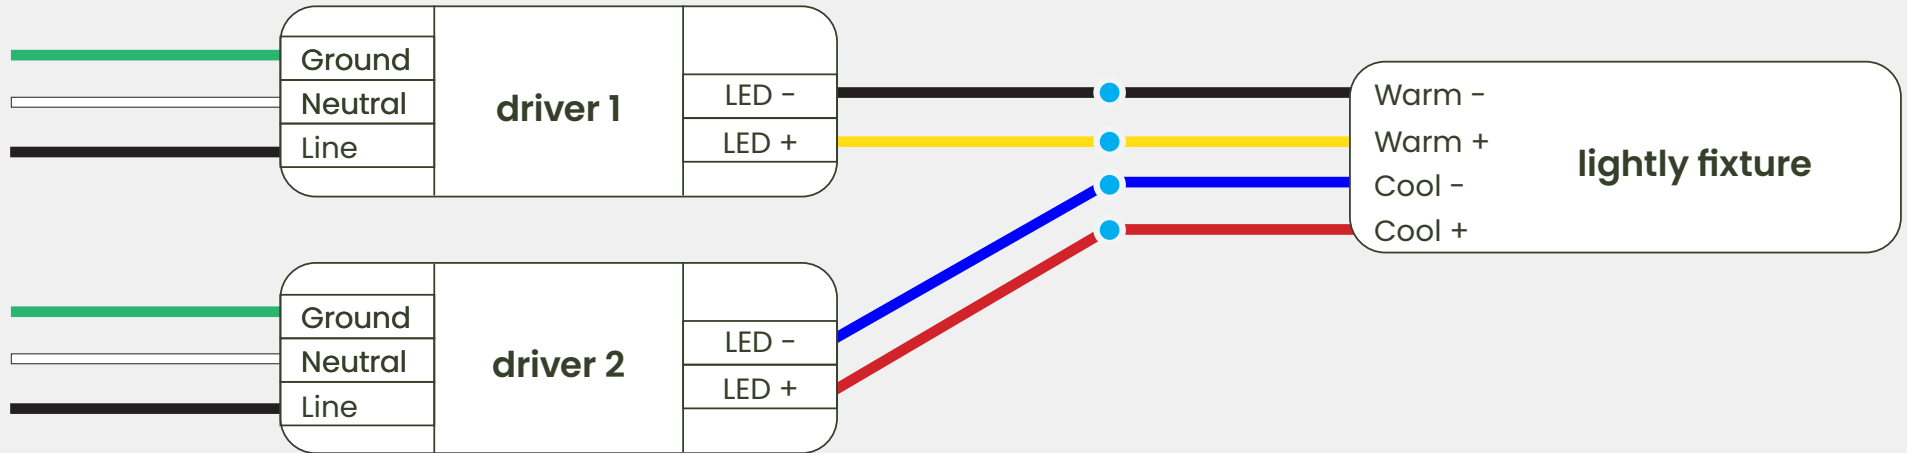 Ground
Neutral
Line
driver 1
LED -
LED +
Warm -
Warm +
Cool -
Cool +
lightly fixture
Ground
Neutral
Line
driver 2
LED -
LED +